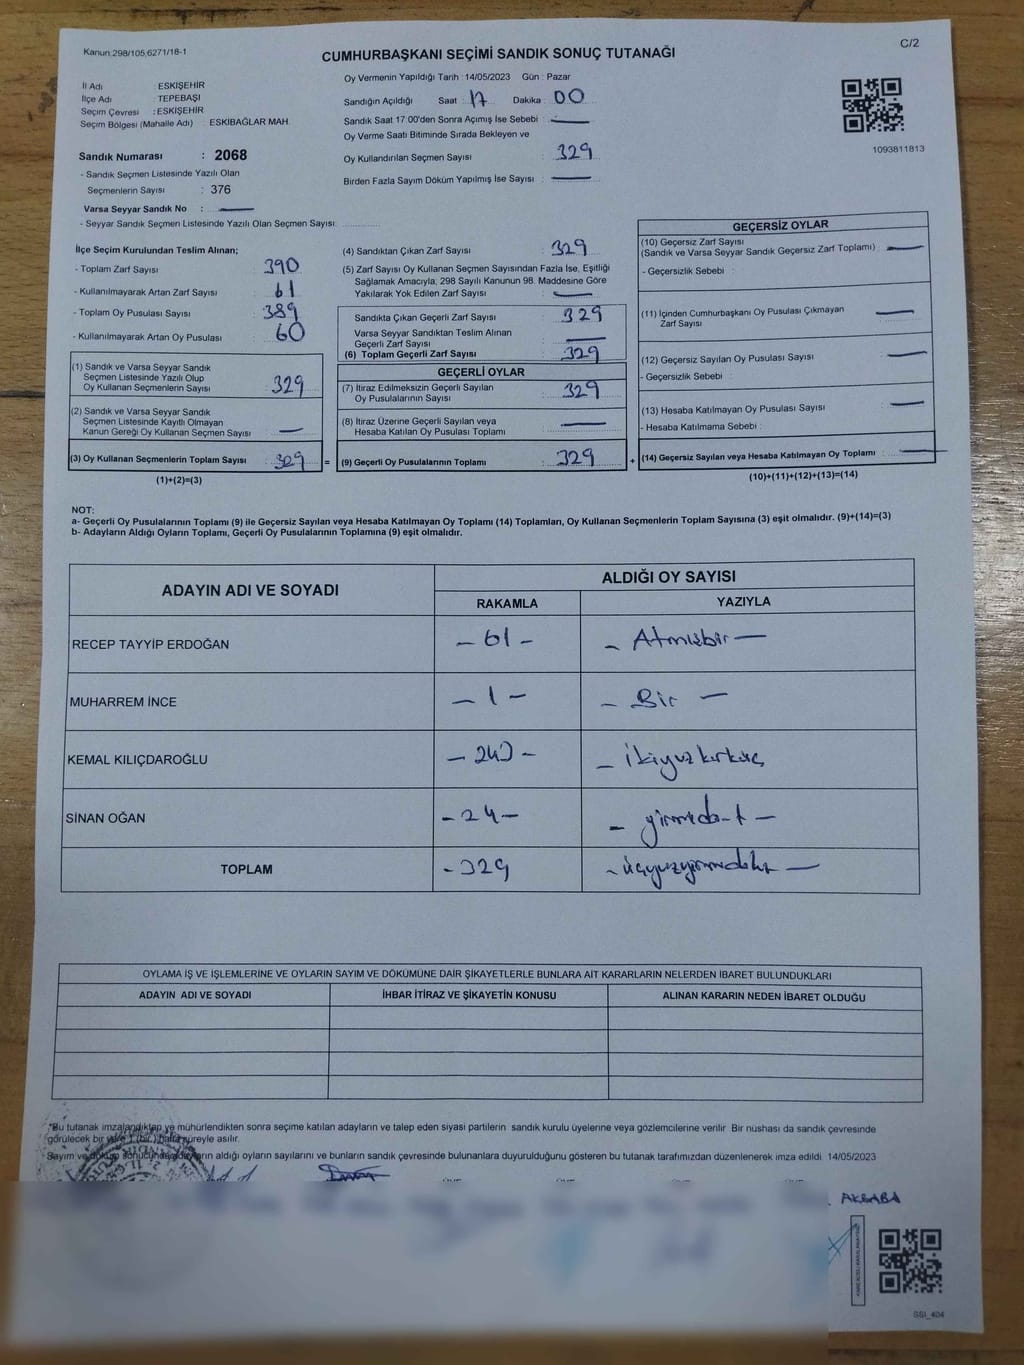 Kanun.298/105,6271/18-1
C/2
CUMHURBAŞKANI SEÇİMİ SANDIK SONUÇ TUTANAĞI
İl Adı : ESKİŞEHİR
İlçe Adı : TEPEBAŞI
Seçim Çevresi : ESKİŞEHİR
Seçim Bölgesi (Mahalle Adı) : ESKİBAĞLAR MAH.
Sandık Numarası : 2068
- Sandık Seçmen Listesinde Yazılı Olan
Seçmenlerin Sayısı : 376
Varsa Seyyar Sandık No : —
- Seyyar Sandık Seçmen Listesinde Yazılı Olan Seçmen Sayısı:
Oy Vermenin Yapıldığı Tarih : 14/05/2023 Gün : Pazar
Sandığın Açıldığı Saat : 17 Dakika : 00
Sandık Saat 17:00'den Sonra Açımış İse Sebebi : —
Oy Verme Saati Bitiminde Sırada Bekleyen ve
Oy Kullandırılan Seçmen Sayısı : 329
Birden Fazla Sayım Döküm Yapılmış İse Sayısı : —
1093811813
İlçe Seçim Kurulundan Teslim Alınan;
- Toplam Zarf Sayısı : 390
- Kullanılmayarak Artan Zarf Sayısı : 61
- Toplam Oy Pusulası Sayısı : 389
- Kullanılmayarak Artan Oy Pusulası : 60
(1) Sandık ve Varsa Seyyar Sandık
Seçmen Listesinde Yazılı Olup
Oy Kullanan Seçmenlerin Sayısı : 329
(2) Sandık ve Varsa Seyyar Sandık
Seçmen Listesinde Kayıtlı Olmayan
Kanun Gereği Oy Kullanan Seçmen Sayısı : —
(3) Oy Kullanan Seçmenlerin Toplam Sayısı : 329 =
(1)+(2)=(3)
(4) Sandıktan Çıkan Zarf Sayısı : 329
(5) Zarf Sayısı Oy Kullanan Seçmen Sayısından Fazla İse, Eşitliği
Sağlamak Amacıyla, 298 Sayılı Kanunun 98. Maddesine Göre
Yakılarak Yok Edilen Zarf Sayısı : —
Sandıkta Çıkan Geçerli Zarf Sayısı : 329
Varsa Seyyar Sandıktan Teslim Alınan
Geçerli Zarf Sayısı : —
(6) Toplam Geçerli Zarf Sayısı : 329
GEÇERLİ OYLAR
(7) İtiraz Edilmeksizin Geçerli Sayılan
Oy Pusulalarının Sayısı : 329
(8) İtiraz Üzerine Geçerli Sayılan veya
Hesaba Katılan Oy Pusulası Toplamı : —
(9) Geçerli Oy Pusulalarının Toplamı : 329 +
GEÇERSİZ OYLAR
(10) Geçersiz Zarf Sayısı
(Sandık ve Varsa Seyyar Sandık Geçersiz Zarf Toplamı) : —
- Geçersizlik Sebebi :
(11) İçinden Cumhurbaşkanı Oy Pusulası Çıkmayan
Zarf Sayısı : —
(12) Geçersiz Sayılan Oy Pusulası Sayısı : —
- Geçersizlik Sebebi :
(13) Hesaba Katılmayan Oy Pusulası Sayısı : —
- Hesaba Katılmama Sebebi :
(14) Geçersiz Sayılan veya Hesaba Katılmayan Oy Toplamı : —
(10)+(11)+(12)+(13)=(14)
NOT:
a- Geçerli Oy Pusulalarının Toplamı (9) ile Geçersiz Sayılan veya Hesaba Katılmayan Oy Toplamı (14) Toplamları, Oy Kullanan Seçmenlerin Toplam Sayısına (3) eşit olmalıdır. (9)+(14)=(3)
b- Adayların Aldığı Oyların Toplamı, Geçerli Oy Pusulalarının Toplamına (9) eşit olmalıdır.
ADAYIN ADI VE SOYADI ALDIĞI OY SAYISI
RAKAMLA YAZIYLA
RECEP TAYYİP ERDOĞAN - 61 - - Atmışbir -
MUHARREM İNCE - 1 - - Bir -
KEMAL KILIÇDAROĞLU - 243 - - ikiyüzkırküç
SİNAN OĞAN - 24 - - yirmidört -
TOPLAM - 329 - üçyüzyirmidokuz -
OYLAMA İŞ VE İŞLEMLERİNE VE OYLARIN SAYIM VE DÖKÜMÜNE DAİR ŞİKAYETLERLE BUNLARA AİT KARARLARIN NELERDEN İBARET BULUNDUKLARI
ADAYIN ADI VE SOYADI İHBAR İTİRAZ VE ŞİKAYETİN KONUSU ALINAN KARARIN NEDEN İBARET OLDUĞU
"Bu tutanak imzalandıktan ve mühürlendikten sonra seçime katılan adayların ve talep eden siyasi partilerin sandık kurulu üyelerine veya gözlemcilerine verilir Bir nüshası da sandık çevresinde
görülecek bir yere 1 (bir) hafta süreyle asılır.
Sayım ve döküm sonucunda adayların aldığı oyların sayılarını ve bunların sandık çevresinde bulunanlara duyurulduğunu gösteren bu tutanak tarafımızdan düzenlenerek imza edildi. 14/05/2023
AKBABA
SSI_404